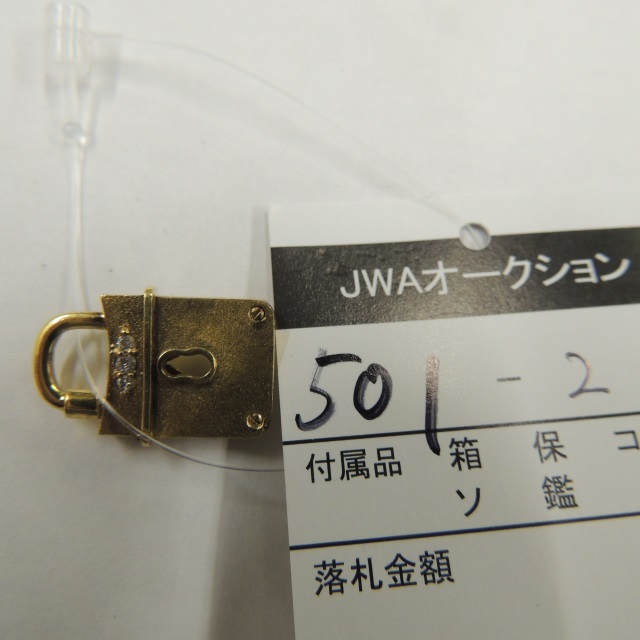 JWAオークション
501-2
付属品 箱 保 コ
ソ 鑑
落札金額